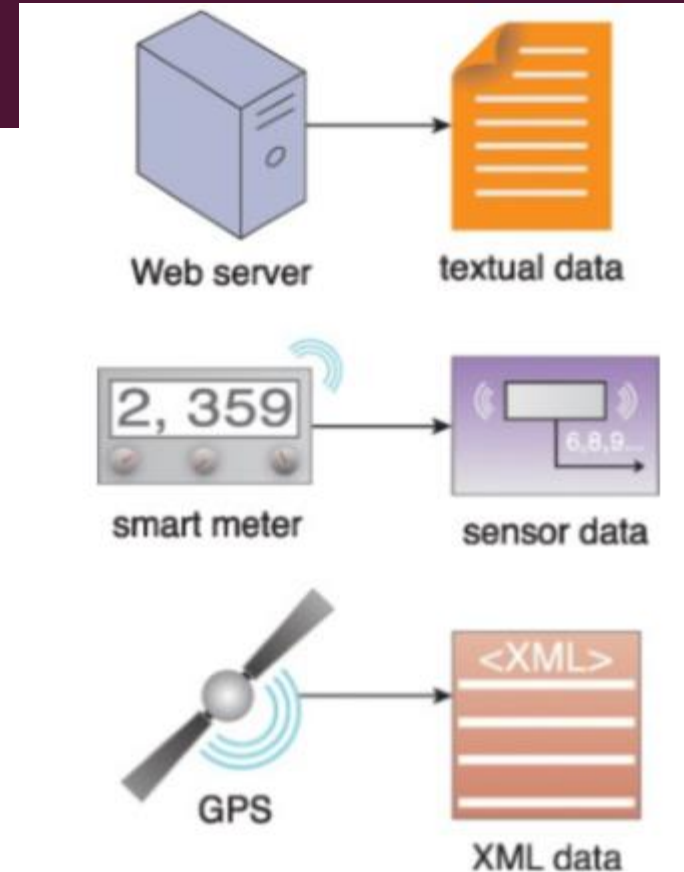 Web server
textual data
2, 359
6,8,9...
smart meter
sensor data
<XML>
GPS
XML data